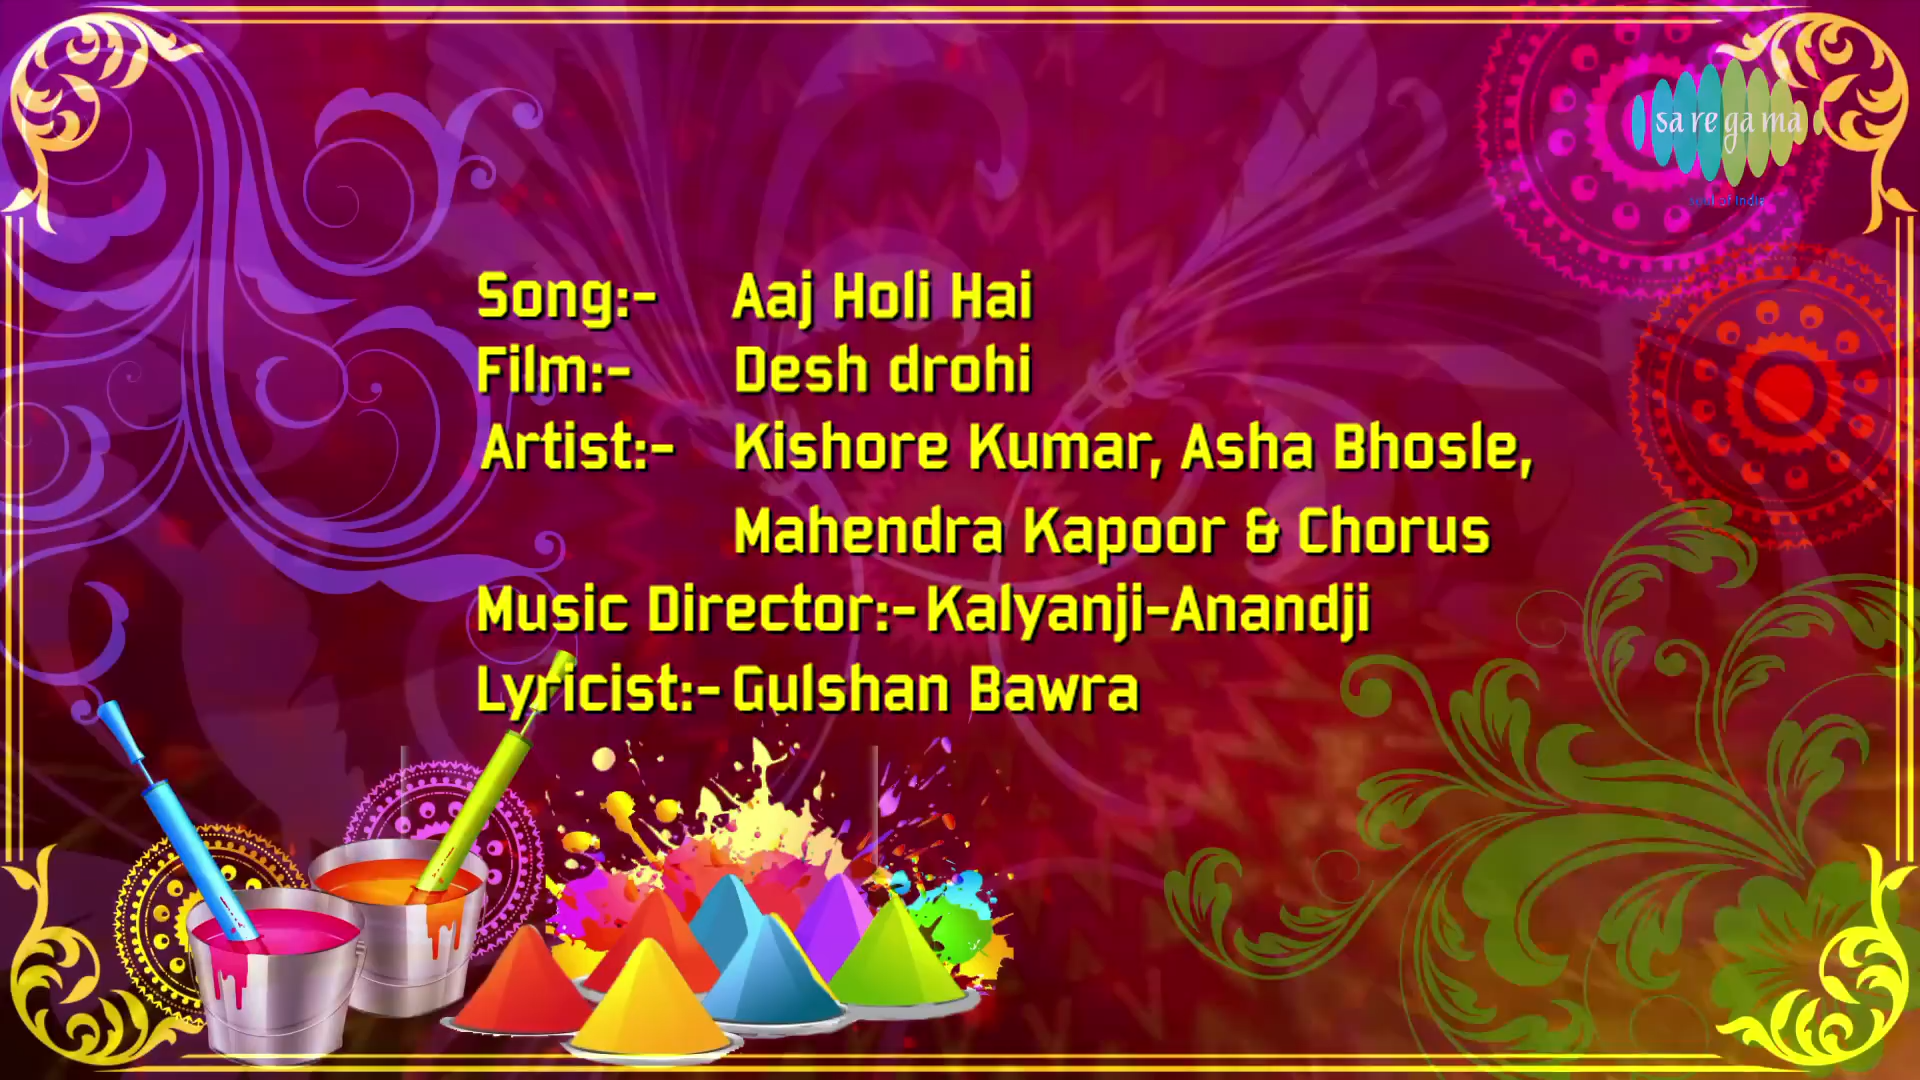 sa re ga ma
Song:- Aaj Holi Hai
Film:- Desh drohi
Artist:- Kishore Kumar, Asha Bhosle,
Mahendra Kapoor & Chorus
Music Director:- Kalyanji-Anandji
Lyricist:- Gulshan Bawra